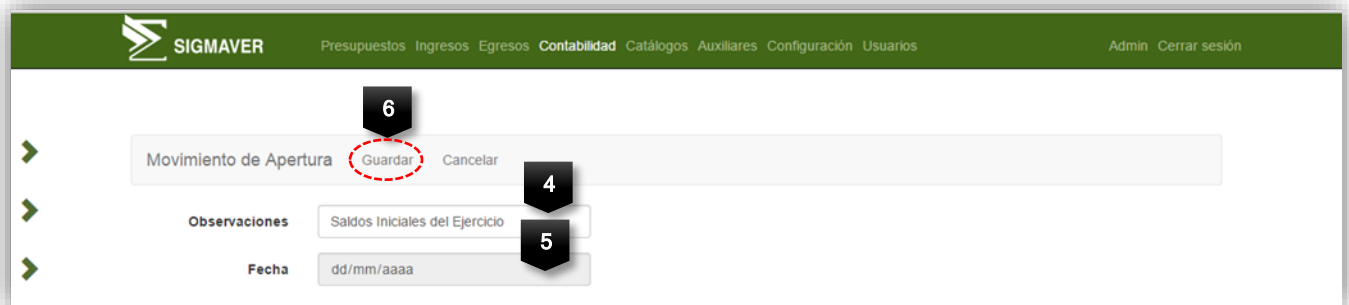 SIGMAVER Presupuestos Ingresos Egresos Contabilidad Catálogos Auxiliares Configuración Usuarios Admin Cerrar sesión
6
Movimiento de Apertura Guardar Cancelar
4
Observaciones Saldos Iniciales del Ejercicio
5
Fecha dd/mm/aaaa